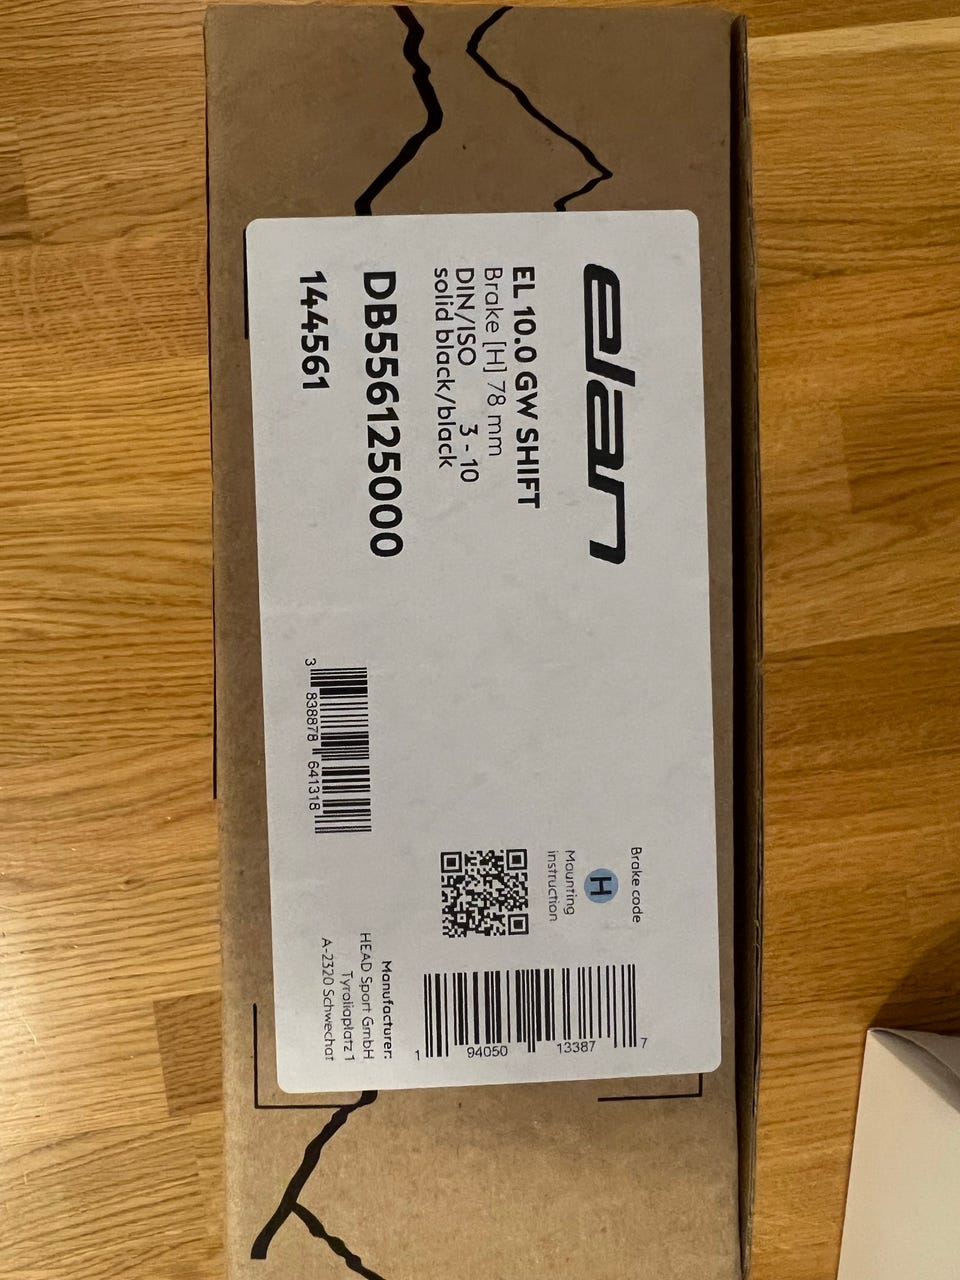 elan
EL 10.0 GW SHIFT
Brake [H] 78 mm
DIN/ISO 3 - 10
solid black/black
DB556125000
144561
3 838878 641318
Brake code
H
Mounting
instruction
1 94050 13387 7
Manufacturer:
HEAD Sport GmbH
Tyroliaplatz 1
A-2320 Schwechat